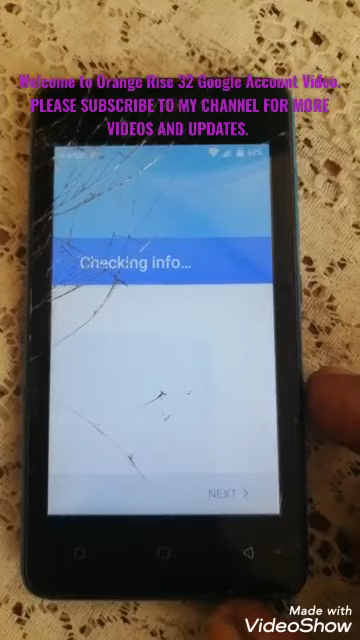 Welcome to Orange Rise 32 Google Account Video.
PLEASE SUBSCRIBE TO MY CHANNEL FOR MORE
VIDEOS AND UPDATES.
Checking info...
NEXT >
Made with
VideoShow